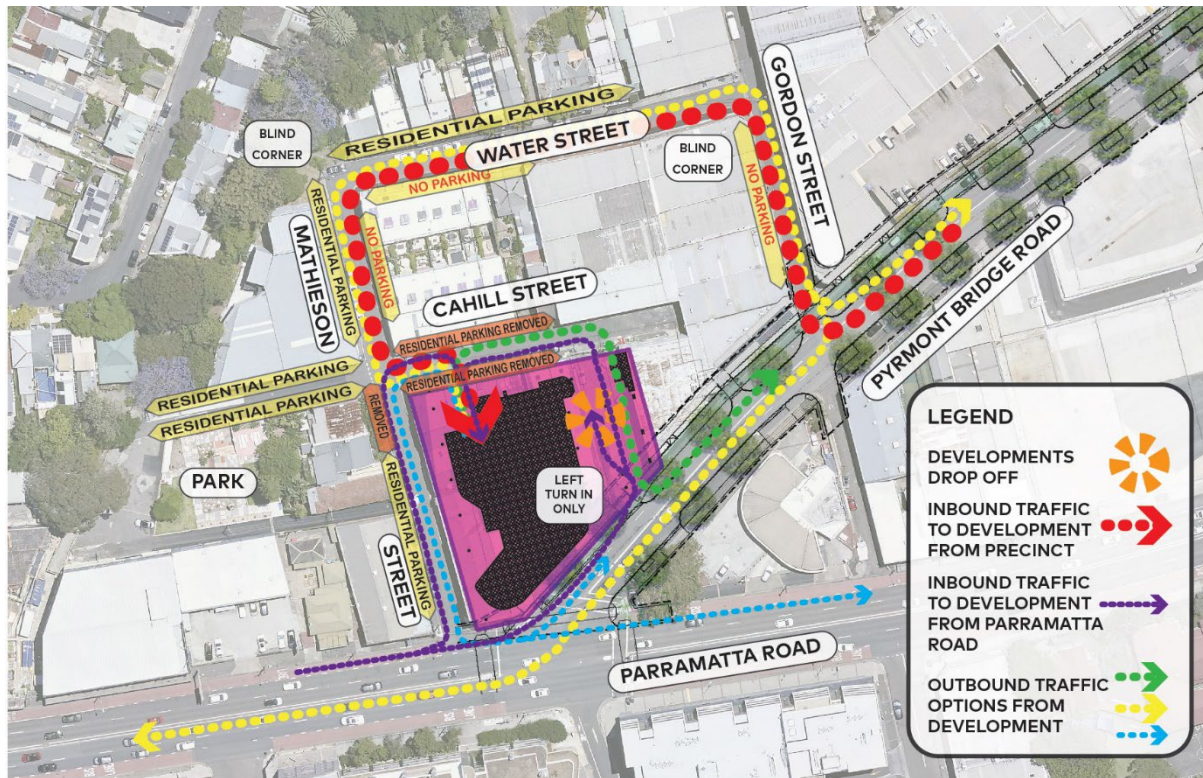 RESIDENTIAL PARKING
BLIND
CORNER
WATER STREET
NO PARKING
BLIND
CORNER
NO PARKING
GORDON STREET
RESIDENTIAL PARKING
MATHIESON
NO PARKING
CAHILL STREET
PYRMONT BRIDGE ROAD
RESIDENTIAL PARKING REMOVED
RESIDENTIAL PARKING REMOVED
RESIDENTIAL PARKING
RESIDENTIAL PARKING
REMOVED
PARK
RESIDENTIAL PARKING
STREET
LEFT
TURN IN
ONLY
PARRAMATTA ROAD
LEGEND
DEVELOPMENTS
DROP OFF
INBOUND TRAFFIC
TO DEVELOPMENT
FROM PRECINCT
INBOUND TRAFFIC
TO DEVELOPMENT
FROM PARRAMATTA
ROAD
OUTBOUND TRAFFIC
OPTIONS FROM
DEVELOPMENT